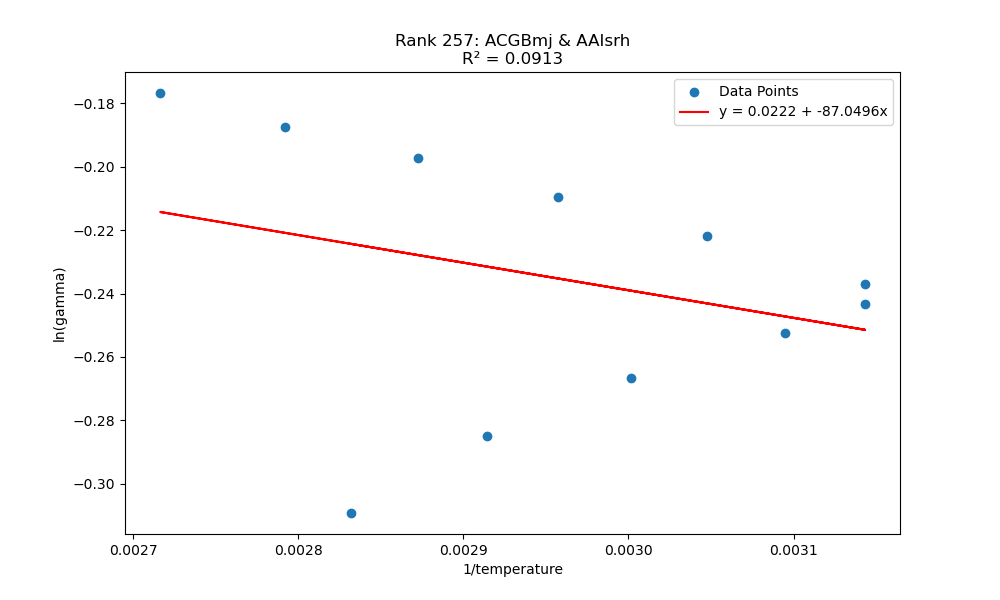 Rank 257: ACGBmj & AAlsrh
R² = 0.0913
Data Points
y = 0.0222 + -87.0496x
ln(gamma)
−0.18
−0.20
−0.22
−0.24
−0.26
−0.28
−0.30
0.0027
0.0028
0.0029
0.0030
0.0031
1/temperature